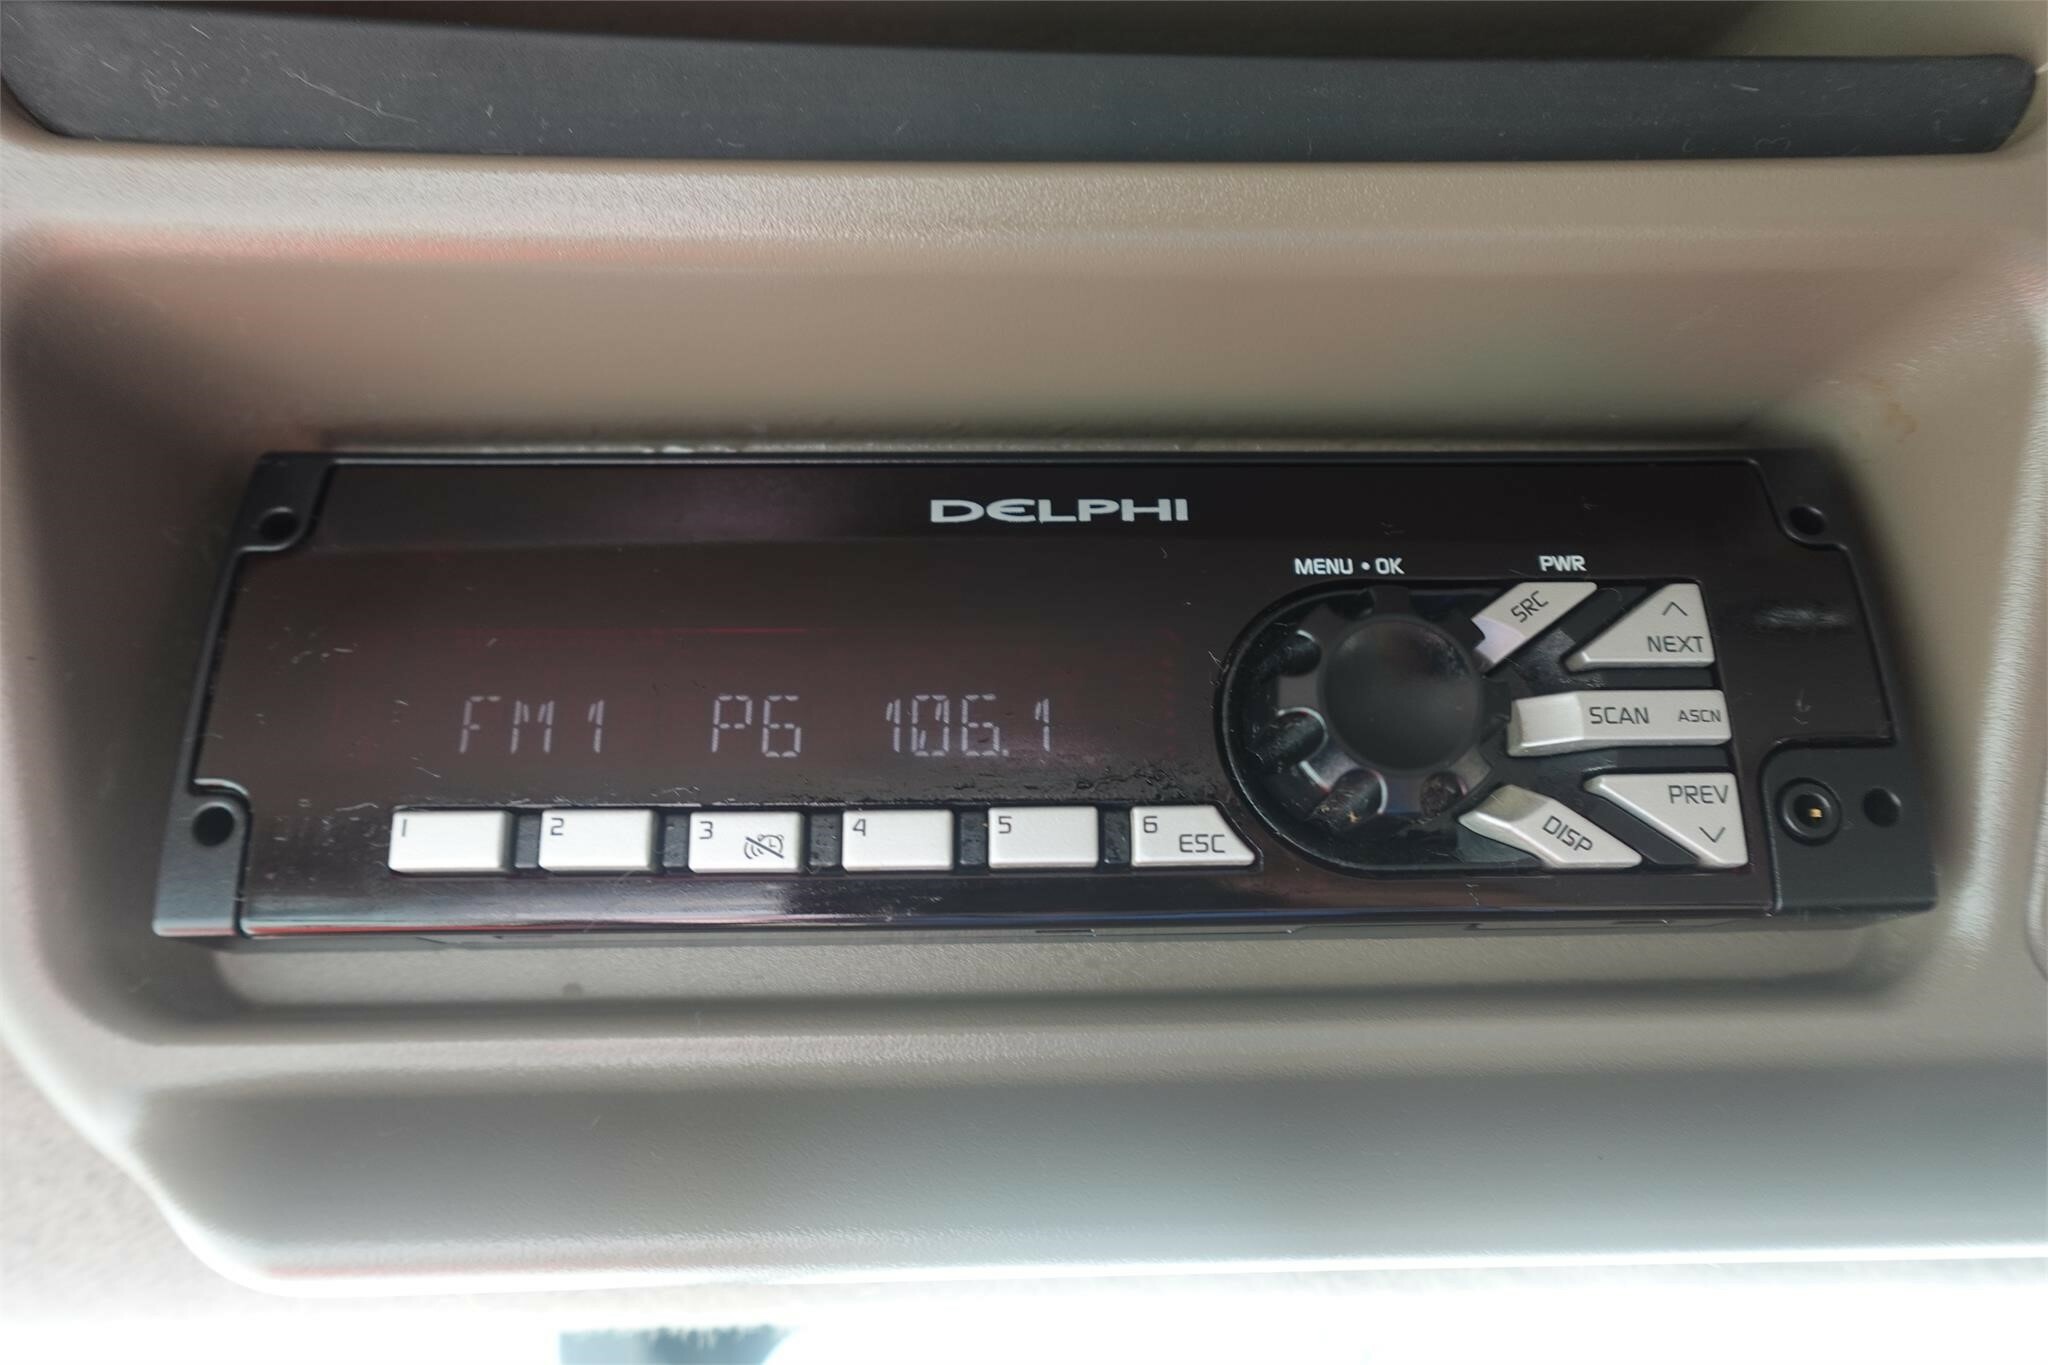 DELPHI
MENU • OK
PWR
SRC
NEXT
FM1 P6 106.1
SCAN ASCN
PREV
1
2
3
4
5
6
ESC
DISP